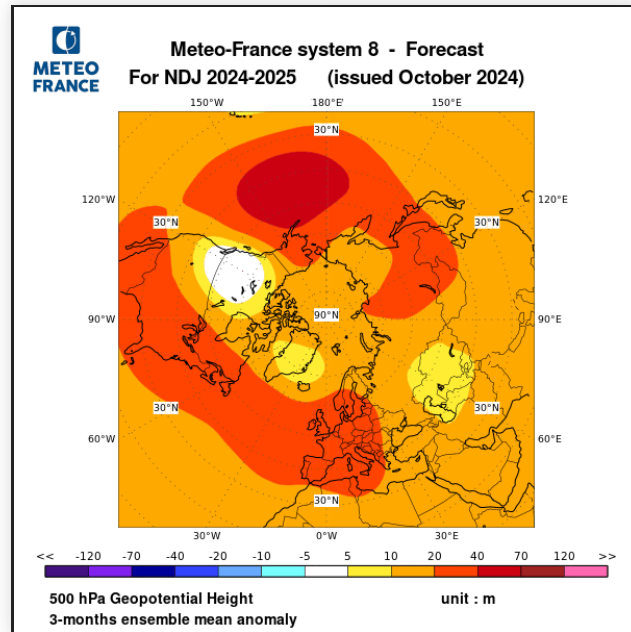 METEO
FRANCE
Meteo-France system 8 - Forecast
For NDJ 2024-2025 (issued October 2024)
150°W 180°E 150°E
30°N
120°W 30°N 30°N 120°E
90°W 90°N 90°E
30°N 30°N
60°W 60°E
30°N
30°W 0°W 30°E
<< -120 -70 -40 -20 -10 -5 5 10 20 40 70 120 >>
500 hPa Geopotential Height unit : m
3-months ensemble mean anomaly